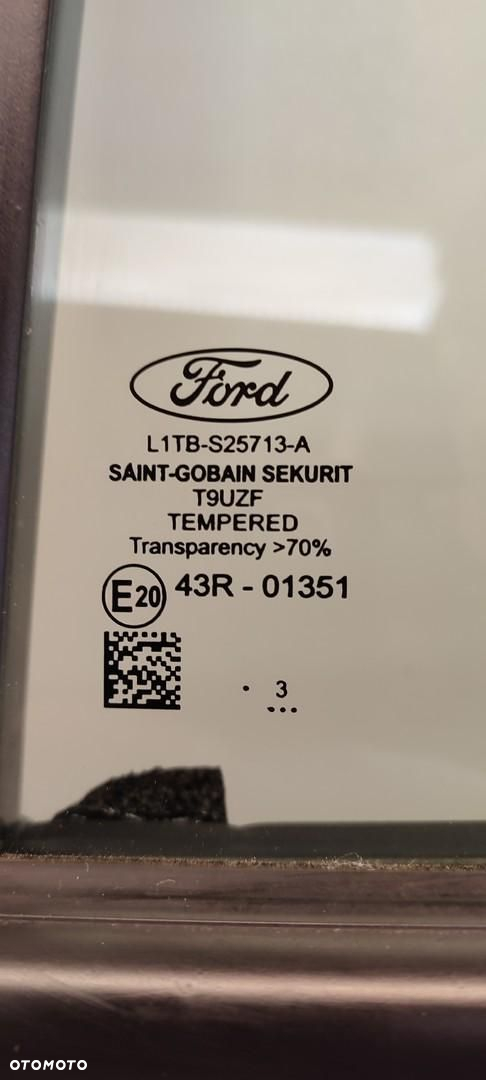 Ford
L1TB-S25713-A
SAINT-GOBAIN SEKURIT
T9UZF
TEMPERED
Transparency >70%
E20 43R - 01351
. 3
...
OTOMOTO